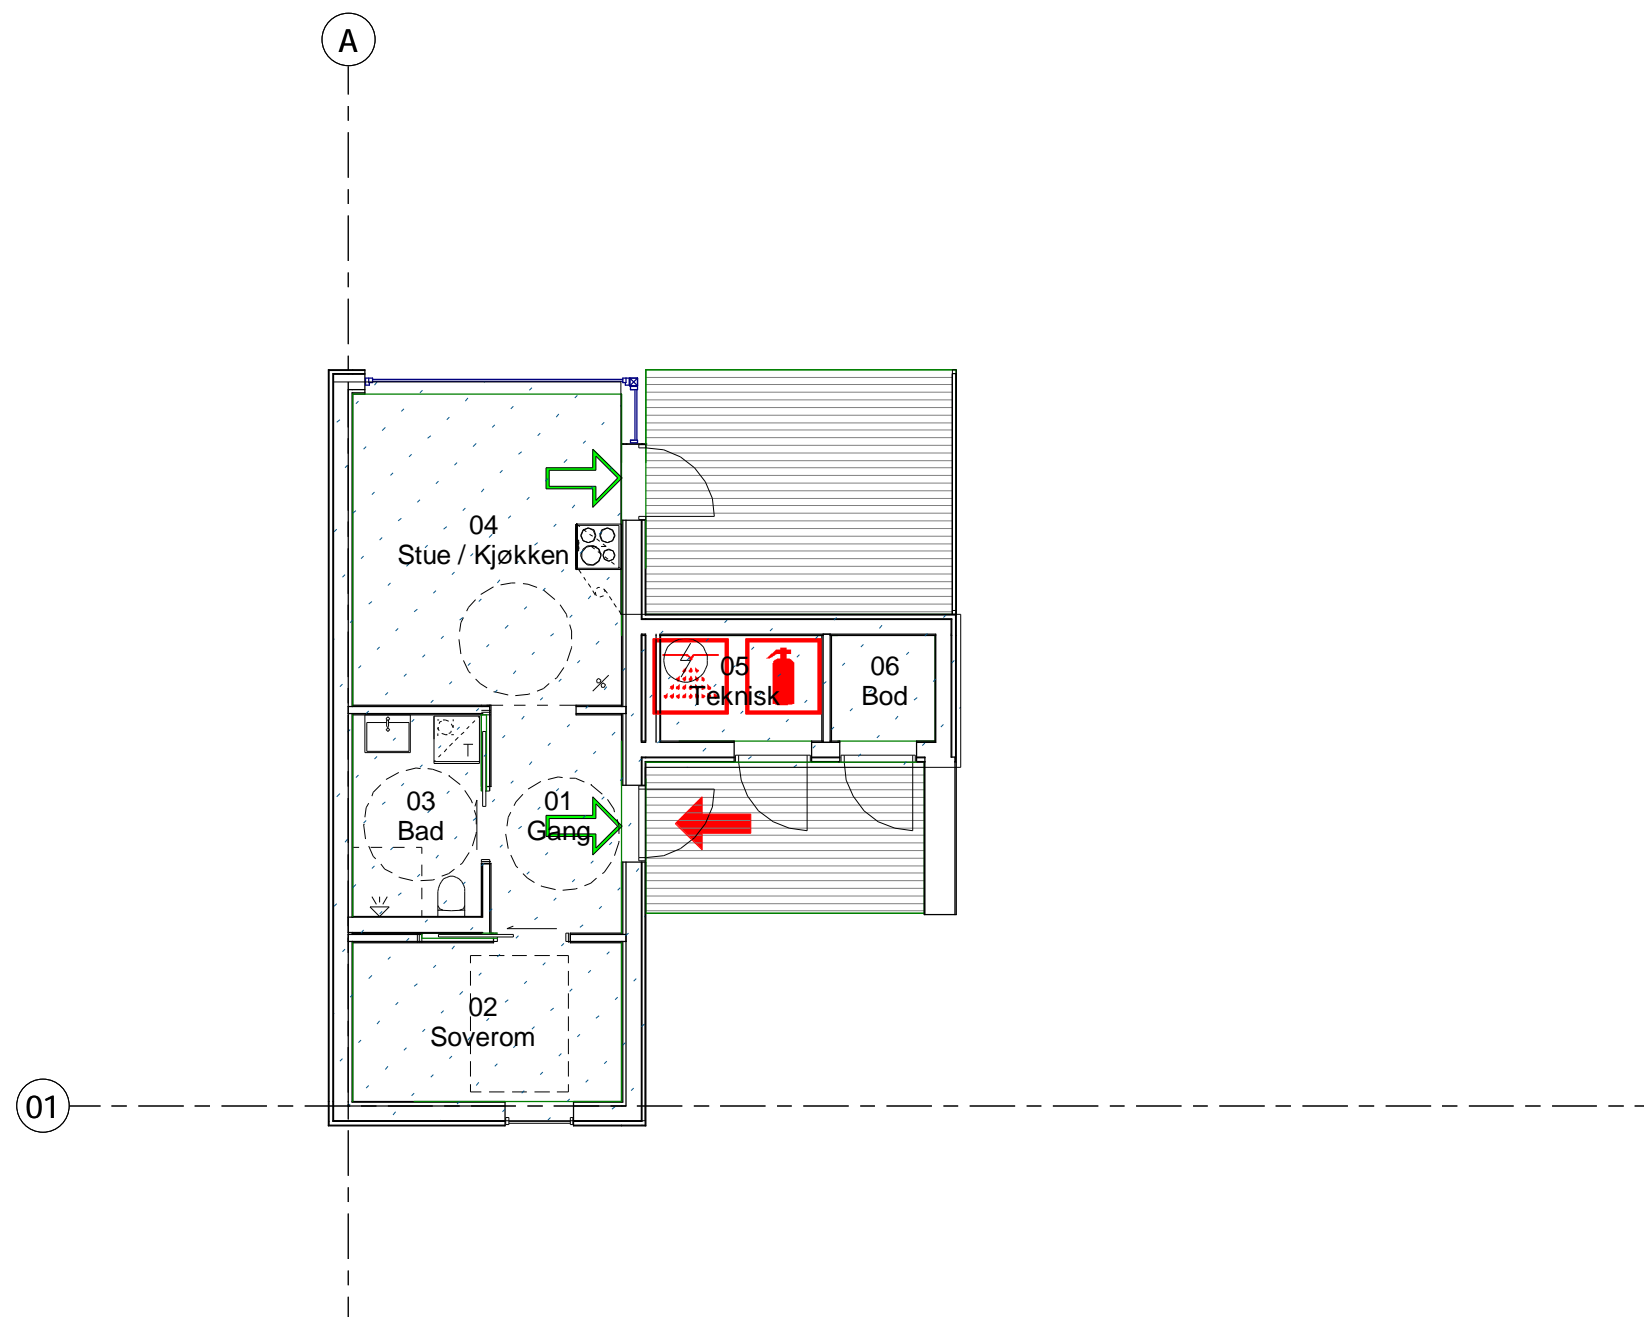 A
04
Stue / Kjøkken
05
Teknisk
06
Bod
T
03
Bad
01
Gang
02
Soverom
01